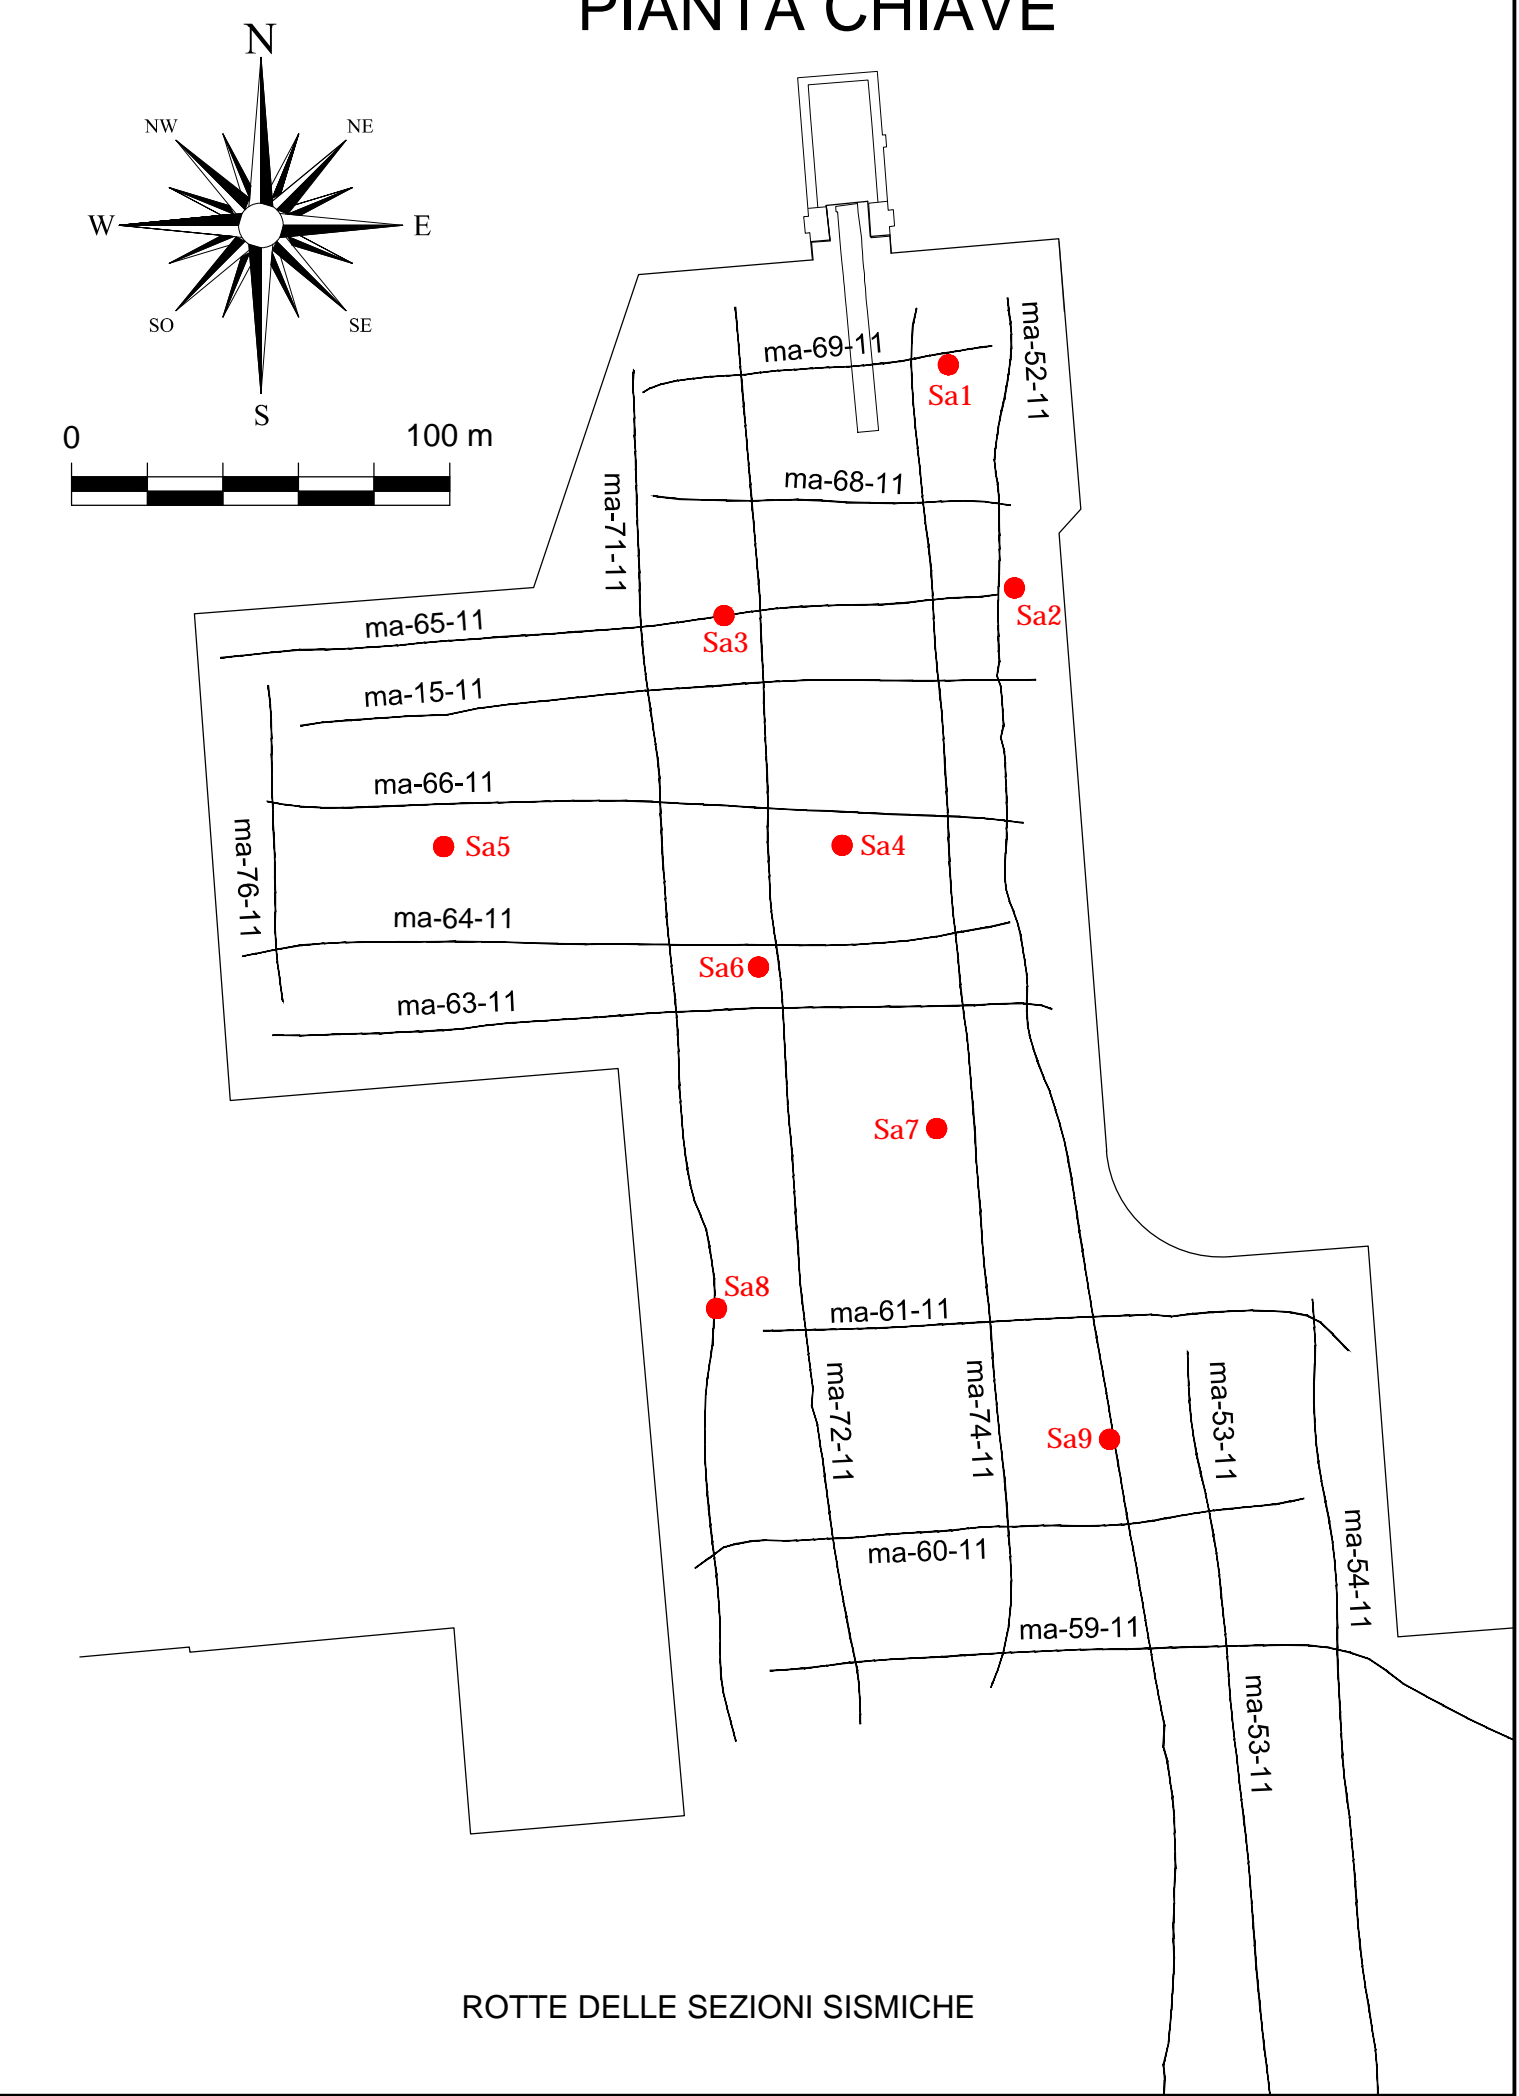 PIANTA CHIAVE
N
NW
NE
W
E
SO
SE
S
0
100 m
ma-69-11
ma-52-11
Sa1
ma-68-11
ma-71-11
Sa2
ma-65-11
Sa3
ma-15-11
ma-66-11
ma-76-11
Sa5
Sa4
ma-64-11
Sa6
ma-63-11
Sa7
Sa8
ma-61-11
ma-72-11
ma-74-11
ma-53-11
Sa9
ma-54-11
ma-60-11
ma-59-11
ma-53-11
ROTTE DELLE SEZIONI SISMICHE